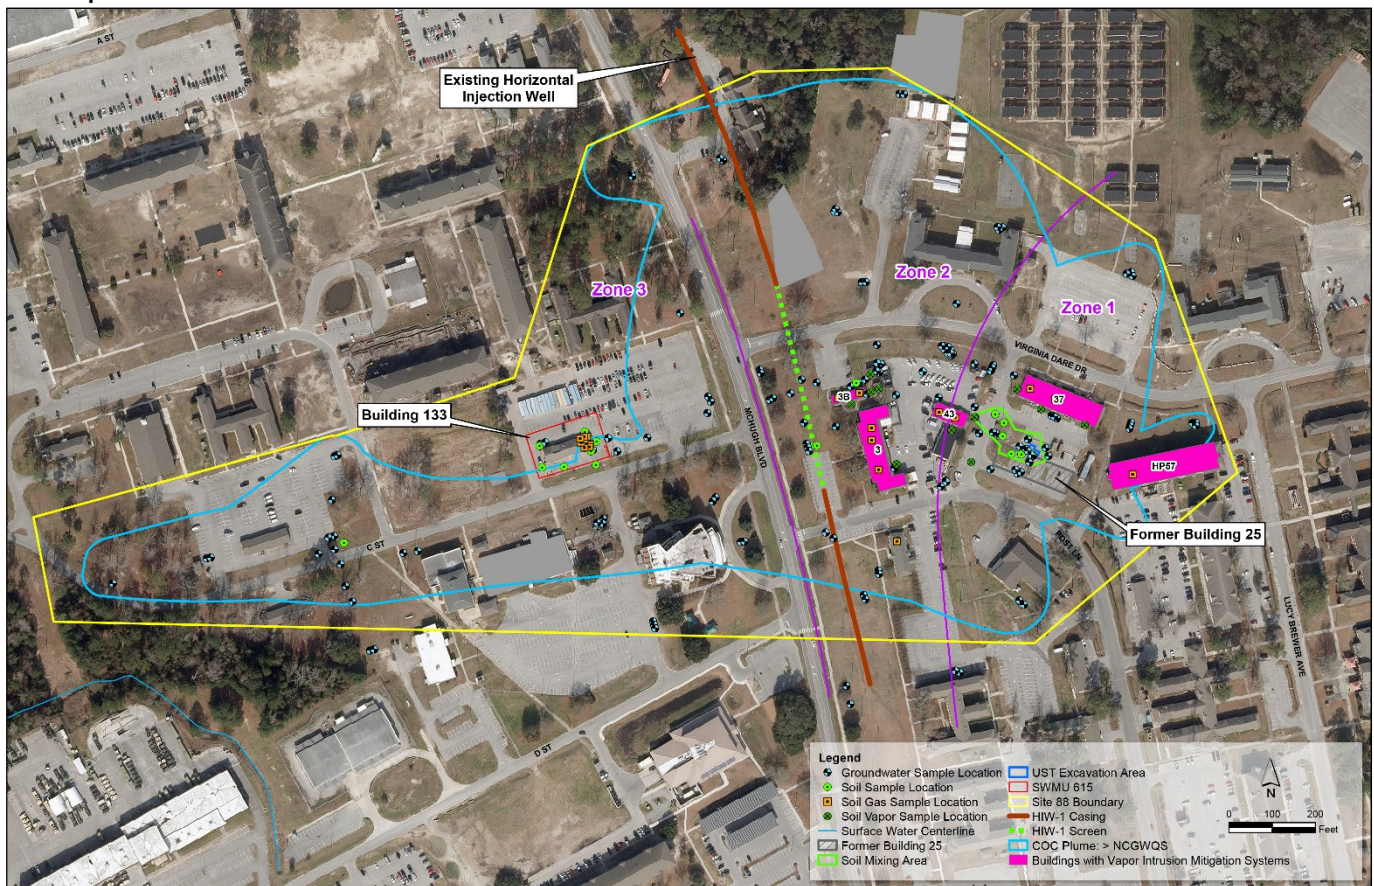 A ST
Existing Horizontal
Injection Well
Zone 3
Zone 2
Zone 1
VIRGINIA DARE DR
Building 133
MCHUGH BLVD
3B
43
37
3
HP57
Former Building 25
POST LN
C ST
D ST
LUCY BREWER AVE
Legend
Groundwater Sample Location
Soil Sample Location
Soil Gas Sample Location
Soil Vapor Sample Location
Surface Water Centerline
Former Building 25
Soil Mixing Area
UST Excavation Area
SWMU 615
Site 88 Boundary
HIW-1 Casing
HIW-1 Screen
COC Plume: > NCGWQS
Buildings with Vapor Intrusion Mitigation Systems
N
0 100 200
Feet